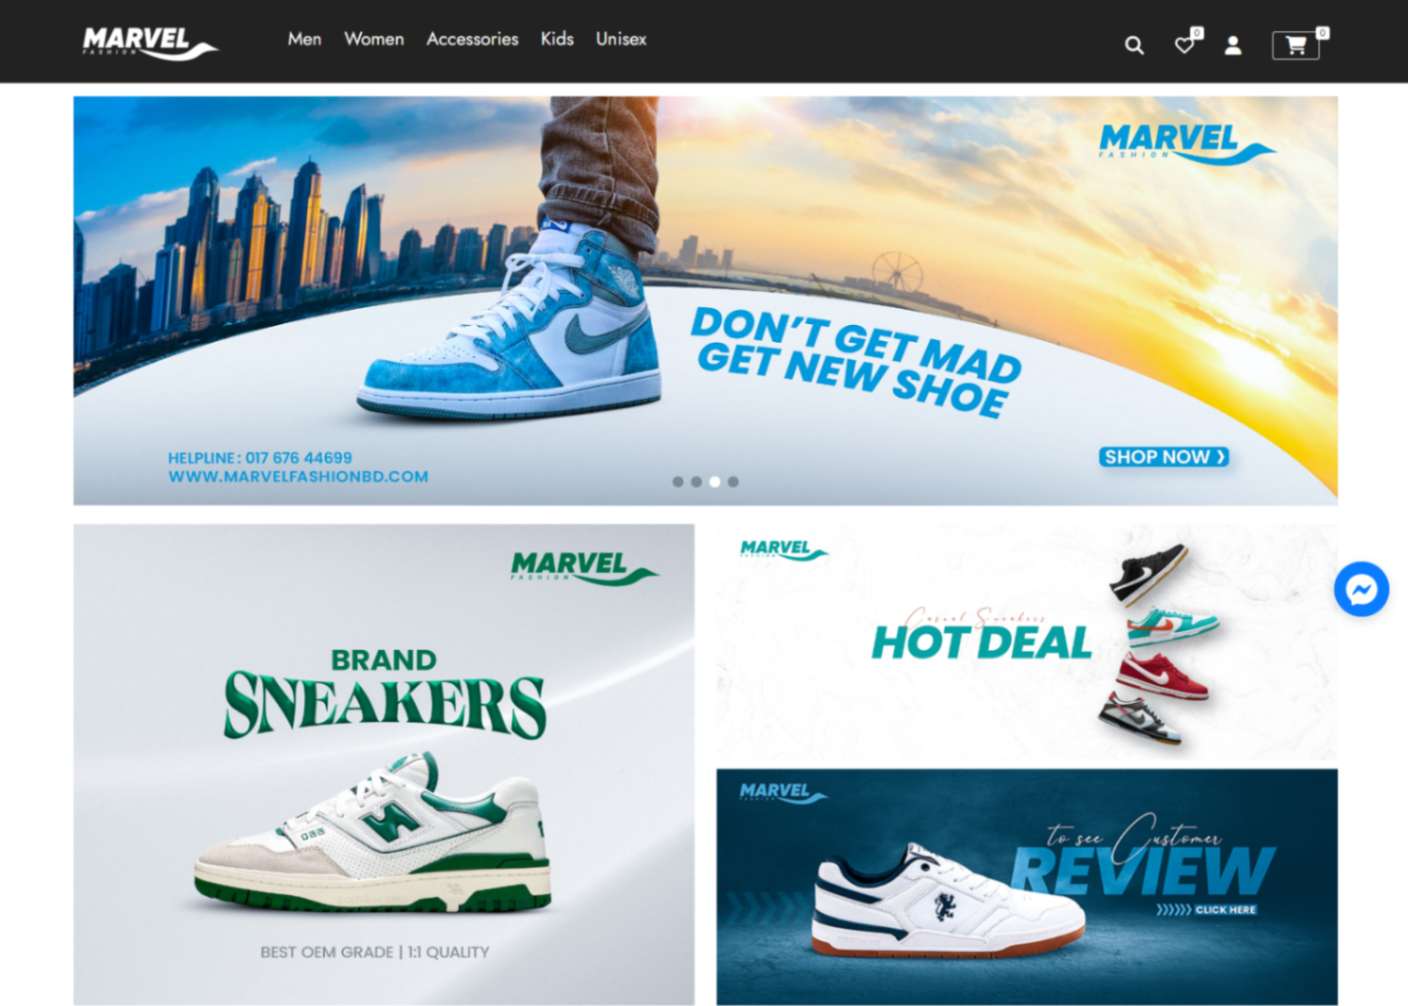 MARVEL
FASHION
Men Women Accessories Kids Unisex
0
0
MARVEL
FASHION
DON'T GET MAD
GET NEW SHOE
HELPLINE : 017 676 44699
WWW.MARVELFASHIONBD.COM
SHOP NOW ❯
MARVEL
FASHION
BRAND
SNEAKERS
BEST OEM GRADE | 1:1 QUALITY
MARVEL
FASHION
Casual Sneakers
HOT DEAL
MARVEL
FASHION
to see Customer
REVIEW
CLICK HERE